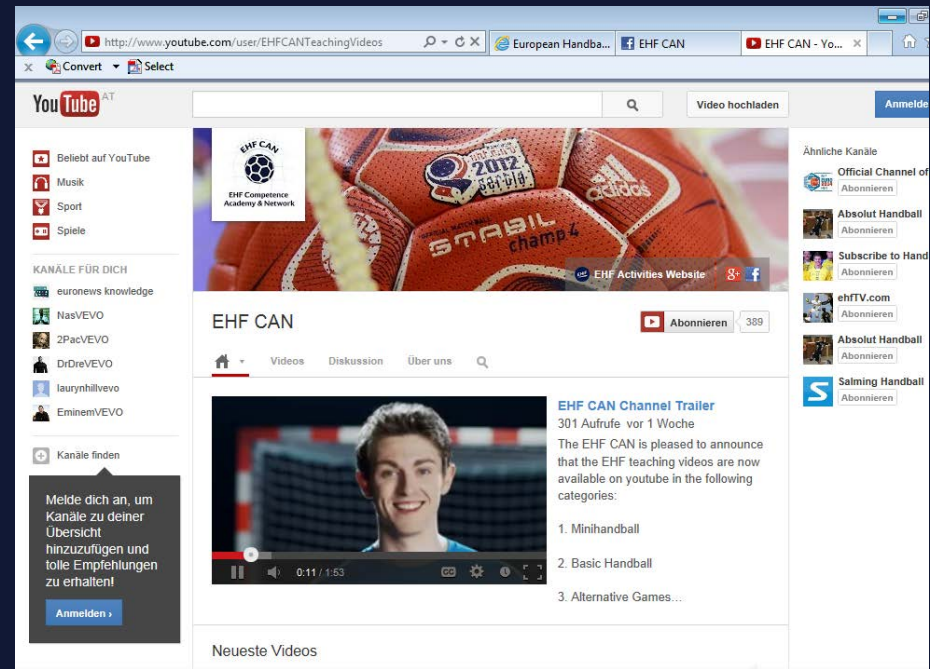 http://www.youtube.com/user/EHFCANTeachingVideos
European Handba...
EHF CAN
EHF CAN - Yo...
x Convert Select
YouTube AT
Video hochladen
Anmelde
Beliebt auf YouTube
Musik
Sport
Spiele
KANÄLE FÜR DICH
euronews knowledge
NasVEVO
2PacVEVO
DrDreVEVO
laurynhillvevo
EminemVEVO
Kanäle finden
Melde dich an, um
Kanäle zu deiner
Übersicht
hinzuzufügen und
tolle Empfehlungen
zu erhalten!
Anmelden ›
EHF CAN
EHF Competence
Academy & Network
2012
Serbia
adidas
STABIL
champ 4
EHF Activities Website
EHF CAN
Abonnieren 389
Videos Diskussion Über uns
0:11 / 1:53
EHF CAN Channel Trailer
301 Aufrufe vor 1 Woche
The EHF CAN is pleased to announce
that the EHF teaching videos are now
available on youtube in the following
categories:
1. Minihandball
2. Basic Handball
3. Alternative Games...
Neueste Videos
Ähnliche Kanäle
Official Channel of
Abonnieren
Absolut Handball
Abonnieren
Subscribe to Hand
Abonnieren
ehfTV.com
Abonnieren
Absolut Handball
Abonnieren
Salming Handball
Abonnieren